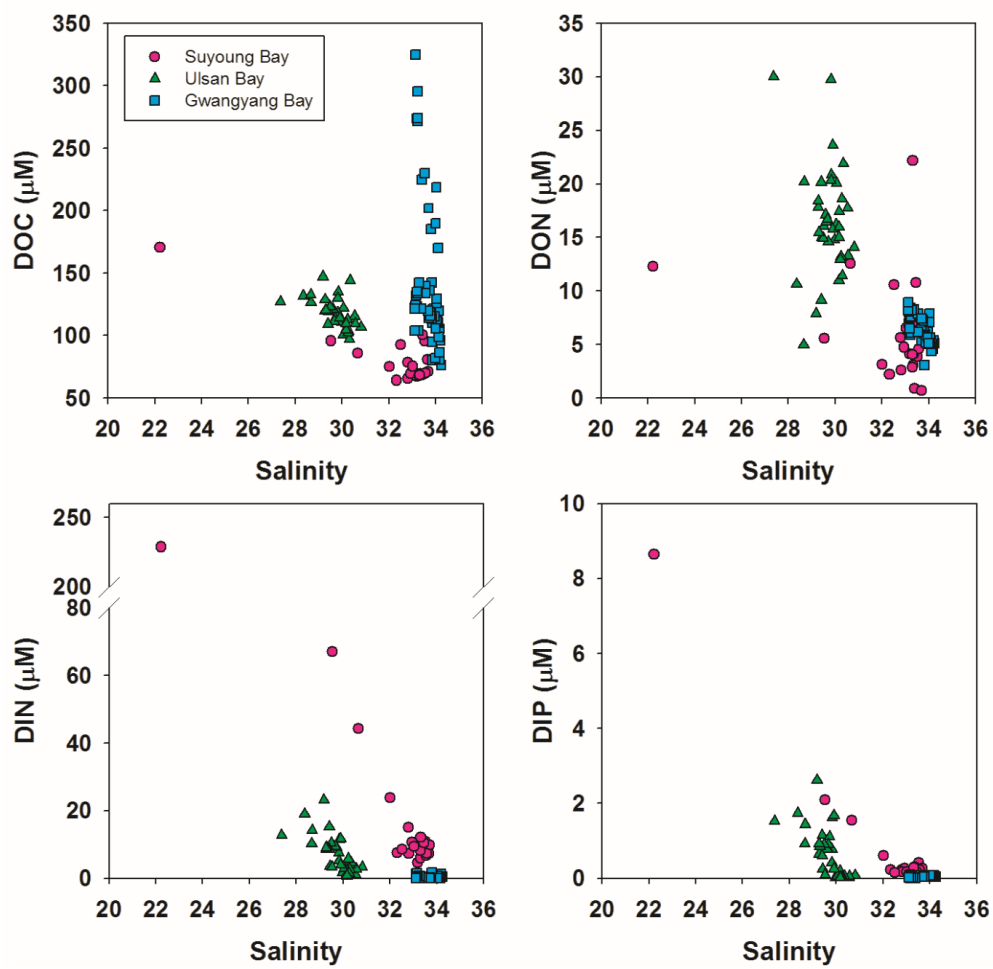 350
300
250
200
150
100
50
DOC (μM)
Suyoung Bay
Ulsan Bay
Gwangyang Bay
20 22 24 26 28 30 32 34 36
Salinity
35
30
25
20
15
10
5
0
DON (μM)
20 22 24 26 28 30 32 34 36
Salinity
250
200
80
60
40
20
0
DIN (μM)
20 22 24 26 28 30 32 34 36
Salinity
10
8
6
4
2
0
DIP (μM)
20 22 24 26 28 30 32 34 36
Salinity